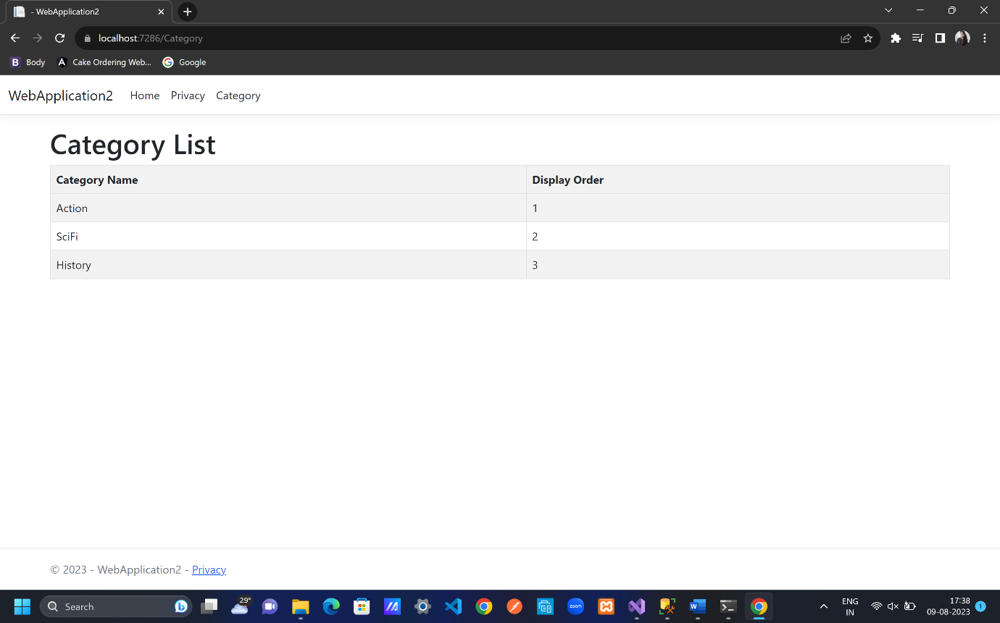 - WebApplication2
localhost:7286/Category
B Body A Cake Ordering Web... G Google
WebApplication2 Home Privacy Category
Category List
Category Name Display Order
Action 1
SciFi 2
History 3
© 2023 - WebApplication2 - Privacy
Search 29° zoom W ENG IN 17:38 09-08-2023 1